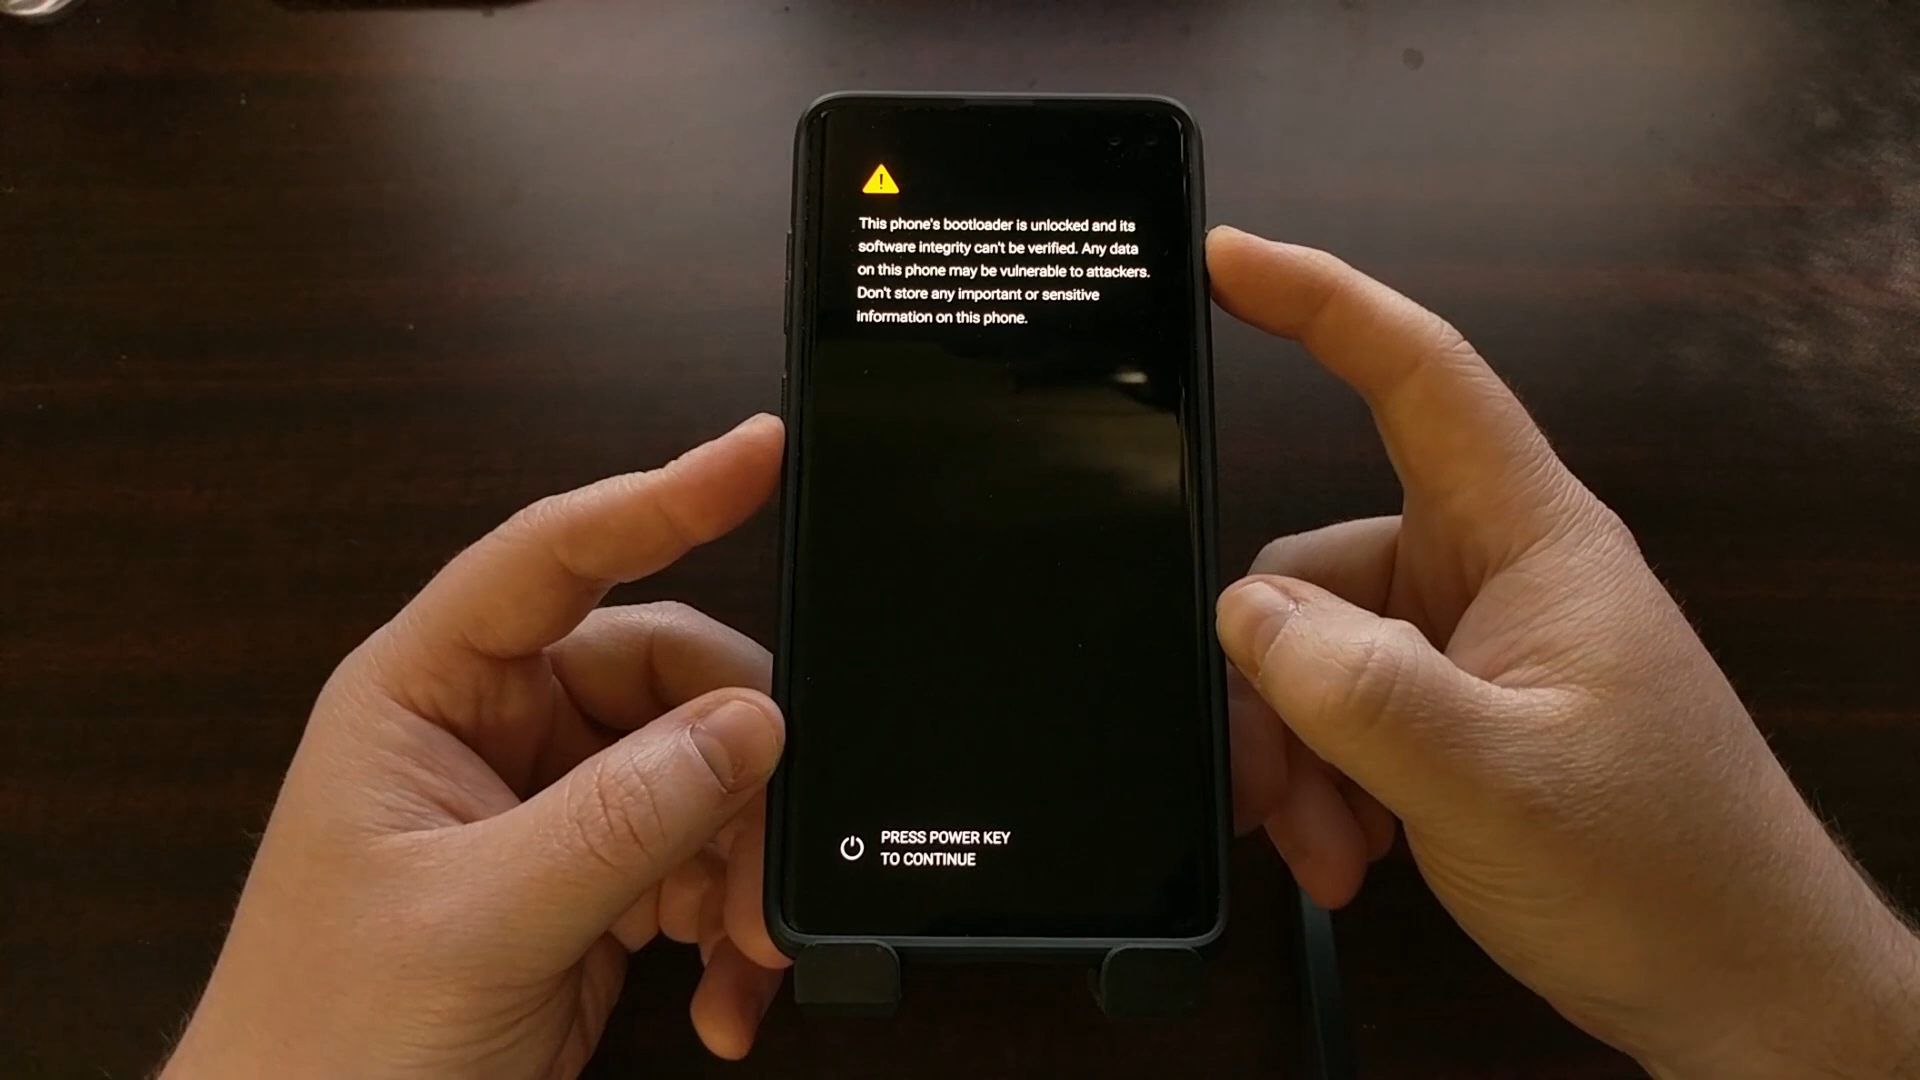 This phone's bootloader is unlocked and its
software integrity can't be verified. Any data
on this phone may be vulnerable to attackers.
Don't store any important or sensitive
information on this phone.
PRESS POWER KEY
TO CONTINUE